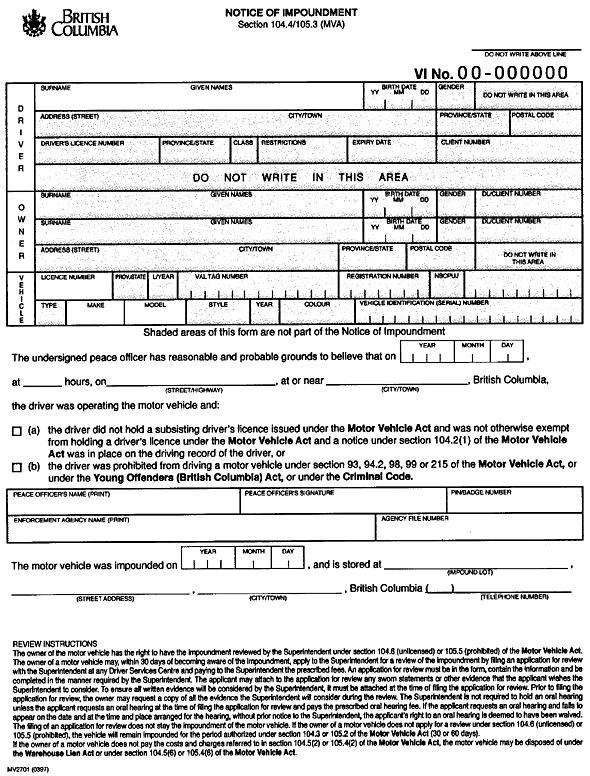 BRITISH COLUMBIA
NOTICE OF IMPOUNDMENT
Section 104.4/105.3 (MVA)
DO NOT WRITE ABOVE LINE
VI No. 00-000000
DRIVER
SURNAME GIVEN NAMES BIRTH DATE YY MM DD GENDER DO NOT WRITE IN THIS AREA
ADDRESS (STREET) CITY/TOWN PROVINCE/STATE POSTAL CODE
DRIVER'S LICENCE NUMBER PROVINCE/STATE CLASS RESTRICTIONS EXPIRY DATE CLIENT NUMBER
DO NOT WRITE IN THIS AREA
OWNER
SURNAME GIVEN NAMES BIRTH DATE YY MM DD GENDER DL/CLIENT NUMBER
SURNAME GIVEN NAMES BIRTH DATE YY MM DD GENDER DL/CLIENT NUMBER
ADDRESS (STREET) CITY/TOWN PROVINCE/STATE POSTAL CODE DO NOT WRITE IN THIS AREA
VEHICLE
LICENCE NUMBER PROV/STATE L/YEAR VAL TAG NUMBER REGISTRATION NUMBER NSC/PU/J
TYPE MAKE MODEL STYLE YEAR COLOUR VEHICLE IDENTIFICATION (SERIAL) NUMBER
Shaded areas of this form are not part of the Notice of Impoundment
The undersigned peace officer has reasonable and probable grounds to believe that on YEAR MONTH DAY ,
at ______ hours, on ______ , at or near ______ , British Columbia,
(STREET/HIGHWAY) (CITY/TOWN)
the driver was operating the motor vehicle and:
(a) the driver did not hold a subsisting driver's licence issued under the Motor Vehicle Act and was not otherwise exempt
from holding a driver's licence under the Motor Vehicle Act and a notice under section 104.2(1) of the Motor Vehicle
Act was in place on the driving record of the driver, or
(b) the driver was prohibited from driving a motor vehicle under section 93, 94.2, 98, 99 or 215 of the Motor Vehicle Act, or
under the Young Offenders (British Columbia) Act, or under the Criminal Code.
PEACE OFFICER'S NAME (PRINT) PEACE OFFICER'S SIGNATURE PIN/BADGE NUMBER
ENFORCEMENT AGENCY NAME (PRINT) AGENCY FILE NUMBER
The motor vehicle was impounded on YEAR MONTH DAY , and is stored at ______ ,
(IMPOUND LOT)
______ , ______ , British Columbia (____) ______
(STREET ADDRESS) (CITY/TOWN) (TELEPHONE NUMBER)
REVIEW INSTRUCTIONS
The owner of the motor vehicle has the right to have the impoundment reviewed by the Superintendent under section 104.6 (unlicensed) or 105.5 (prohibited) of the Motor Vehicle Act.
The owner of a motor vehicle may, within 30 days of becoming aware of the impoundment, apply to the Superintendent for a review of the impoundment by filing an application for review
with the Superintendent at any Driver Services Centre and paying to the Superintendent the prescribed fees. An application for review must be in the form, contain the information and be
completed in the manner required by the Superintendent. The applicant may attach to the application for review any sworn statements or other evidence that the applicant wishes the
Superintendent to consider. To ensure all written evidence will be considered by the Superintendent, it must be attached at the time of filing the application for review. Prior to filing the
application for review, the owner may request a copy of all the evidence the Superintendent will consider during the review. The Superintendent is not required to hold an oral hearing
unless the applicant requests an oral hearing at the time of filing the application for review and pays the prescribed oral hearing fee. If the applicant requests an oral hearing and fails to
appear on the date and at the time and place arranged for the hearing, without prior notice to the Superintendent, the applicant's right to an oral hearing is deemed to have been waived.
The filing of an application for review does not stay the impoundment of the motor vehicle. If the owner of a motor vehicle does not apply for a review under section 104.6 (unlicensed) or
105.5 (prohibited), the vehicle will remain impounded for the period authorized under section 104.3 or 105.2 of the Motor Vehicle Act (30 or 60 days).
If the owner of a motor vehicle does not pay the costs and charges referred to in section 104.5(2) or 105.4(2) of the Motor Vehicle Act, the motor vehicle may be disposed of under
the Warehouse Lien Act or under section 104.5(6) or 105.4(6) of the Motor Vehicle Act.
MV2701 (0397)